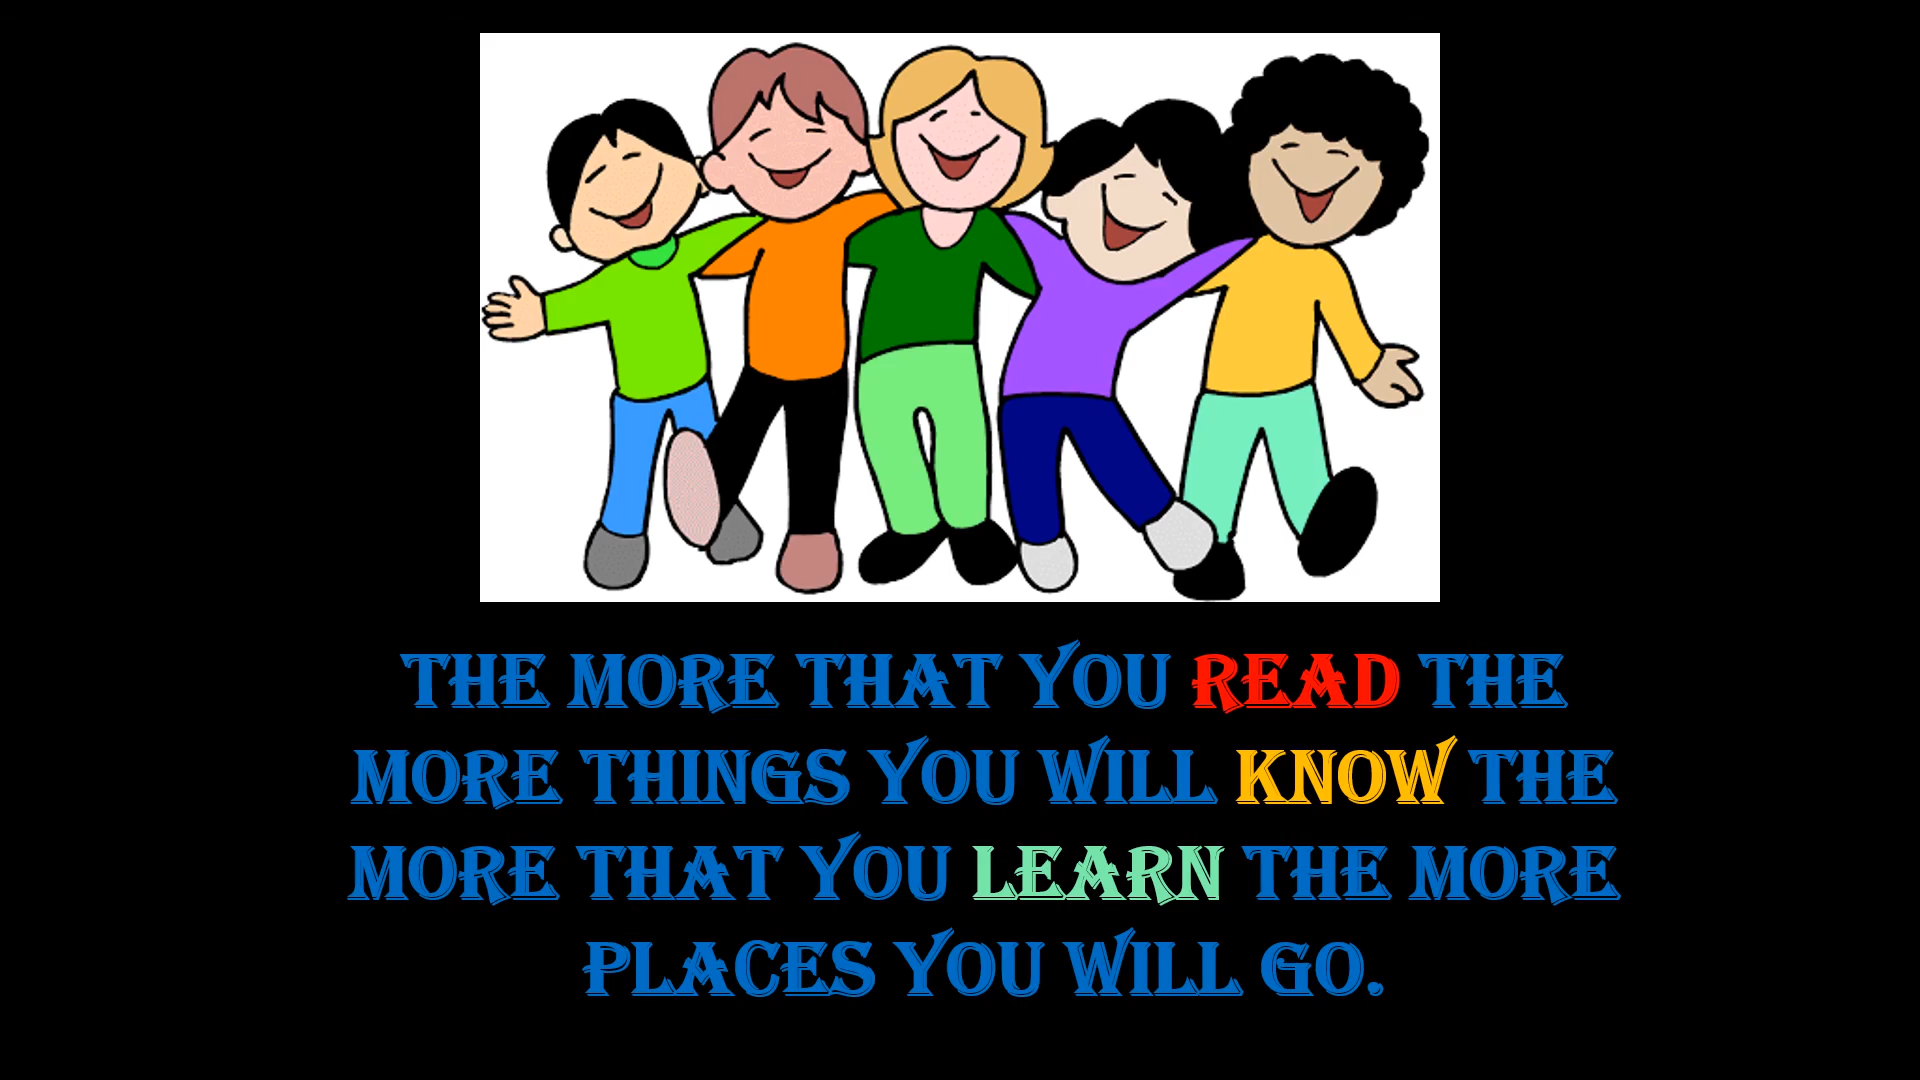 THE MORE THAT YOU READ THE
MORE THINGS YOU WILL KNOW THE
MORE THAT YOU LEARN THE MORE
PLACES YOU WILL GO.